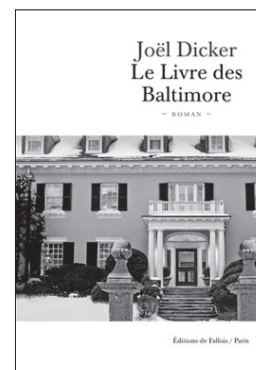 Joël Dicker
Le Livre des
Baltimore
– ROMAN –
Éditions de Fallois / Paris